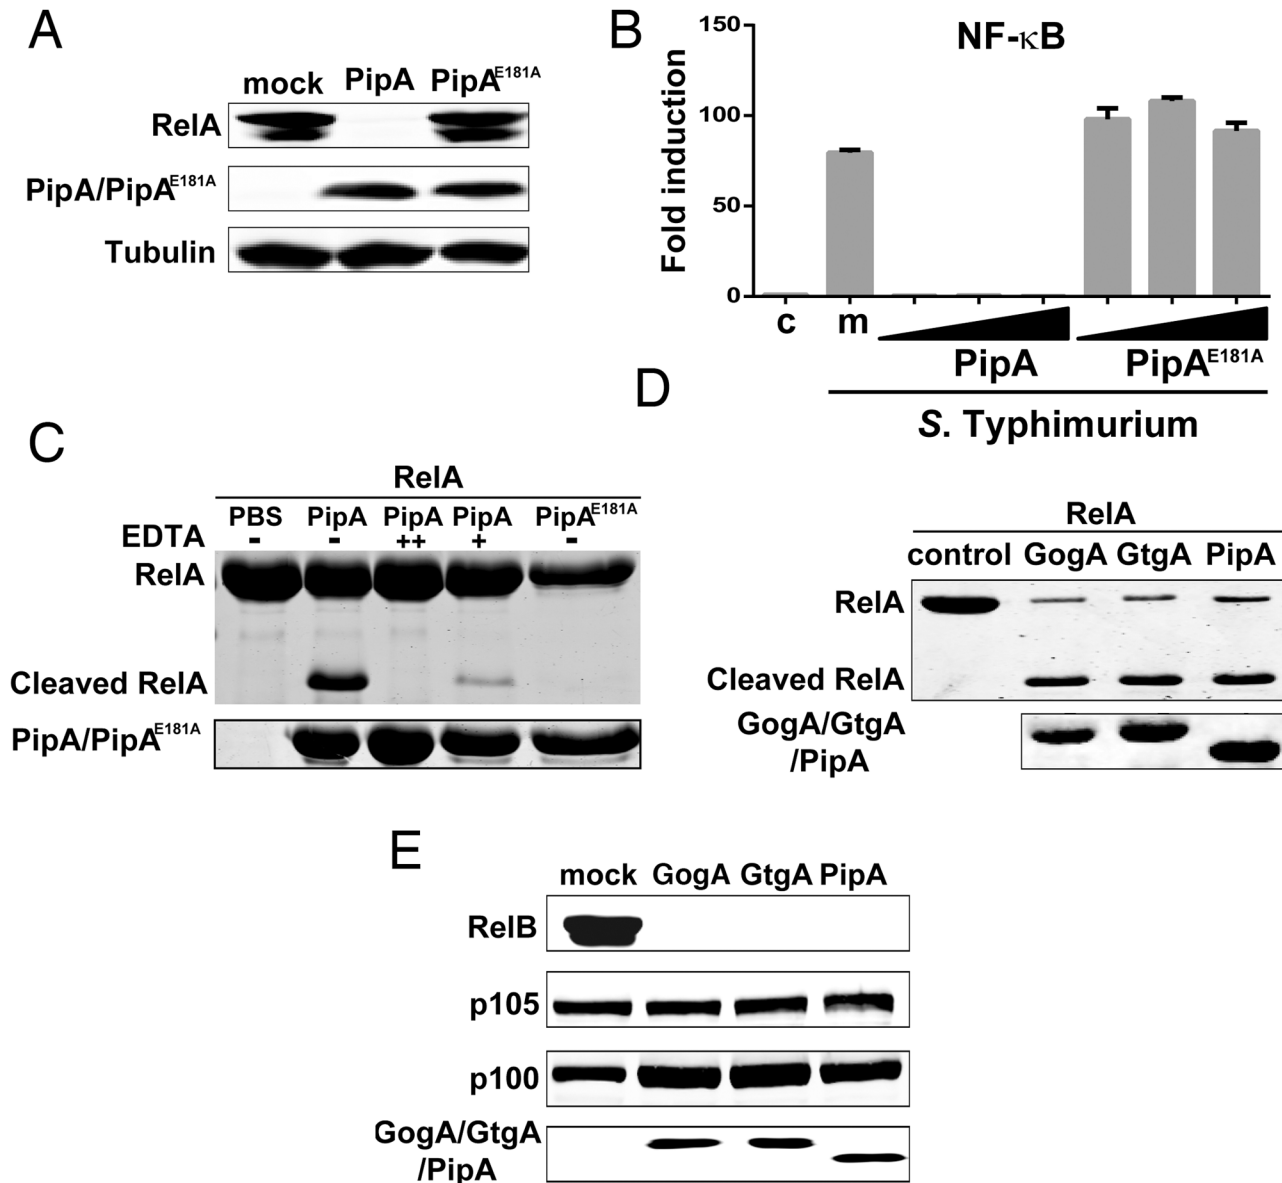 A
mock PipA PipA^E181A
RelA
PipA/PipA^E181A
Tubulin
B
NF-κB
Fold induction
150
100
50
0
c m
PipA PipA^E181A
S. Typhimurium
C
RelA
PBS PipA PipA PipA PipA^E181A
EDTA - - ++ + -
RelA
Cleaved RelA
PipA/PipA^E181A
D
RelA
control GogA GtgA PipA
RelA
Cleaved RelA
GogA/GtgA
/PipA
E
mock GogA GtgA PipA
RelB
p105
p100
GogA/GtgA
/PipA